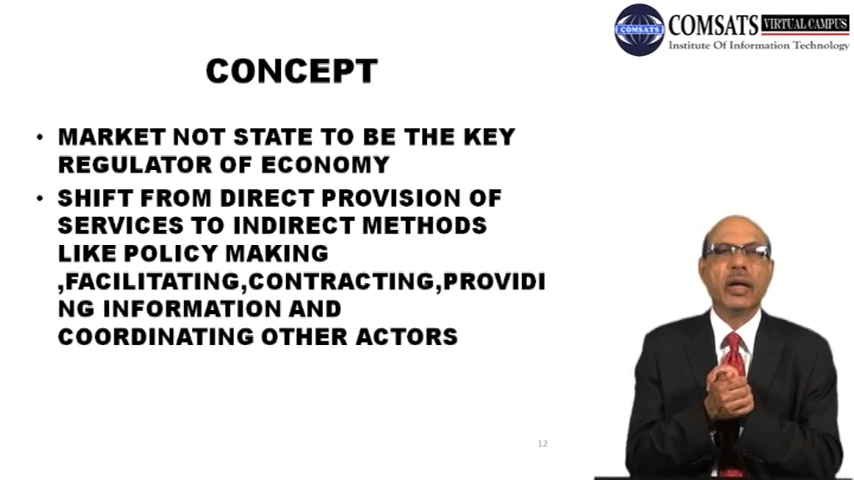 COMSATS VIRTUAL CAMPUS
COMSATS
Institute Of Information Technology
CONCEPT
• MARKET NOT STATE TO BE THE KEY
REGULATOR OF ECONOMY
• SHIFT FROM DIRECT PROVISION OF
SERVICES TO INDIRECT METHODS
LIKE POLICY MAKING
,FACILITATING,CONTRACTING,PROVIDI
NG INFORMATION AND
COORDINATING OTHER ACTORS
12